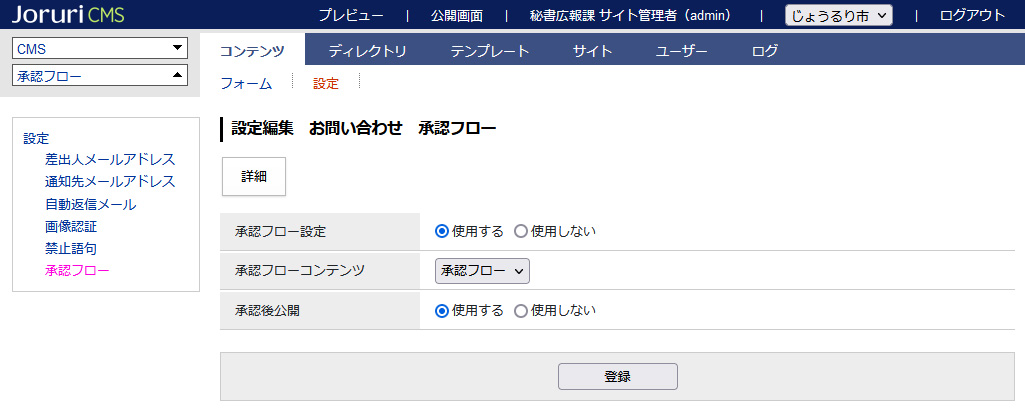 Joruri CMS プレビュー | 公開画面 | 秘書広報課 サイト管理者（admin） | じょうるり市 | ログアウト
CMS
承認フロー
コンテンツ ディレクトリ テンプレート サイト ユーザー ログ
フォーム 設定
設定
差出人メールアドレス
通知先メールアドレス
自動返信メール
画像認証
禁止語句
承認フロー
設定編集 お問い合わせ 承認フロー
詳細
承認フロー設定 使用する 使用しない
承認フローコンテンツ 承認フロー
承認後公開 使用する 使用しない
登録